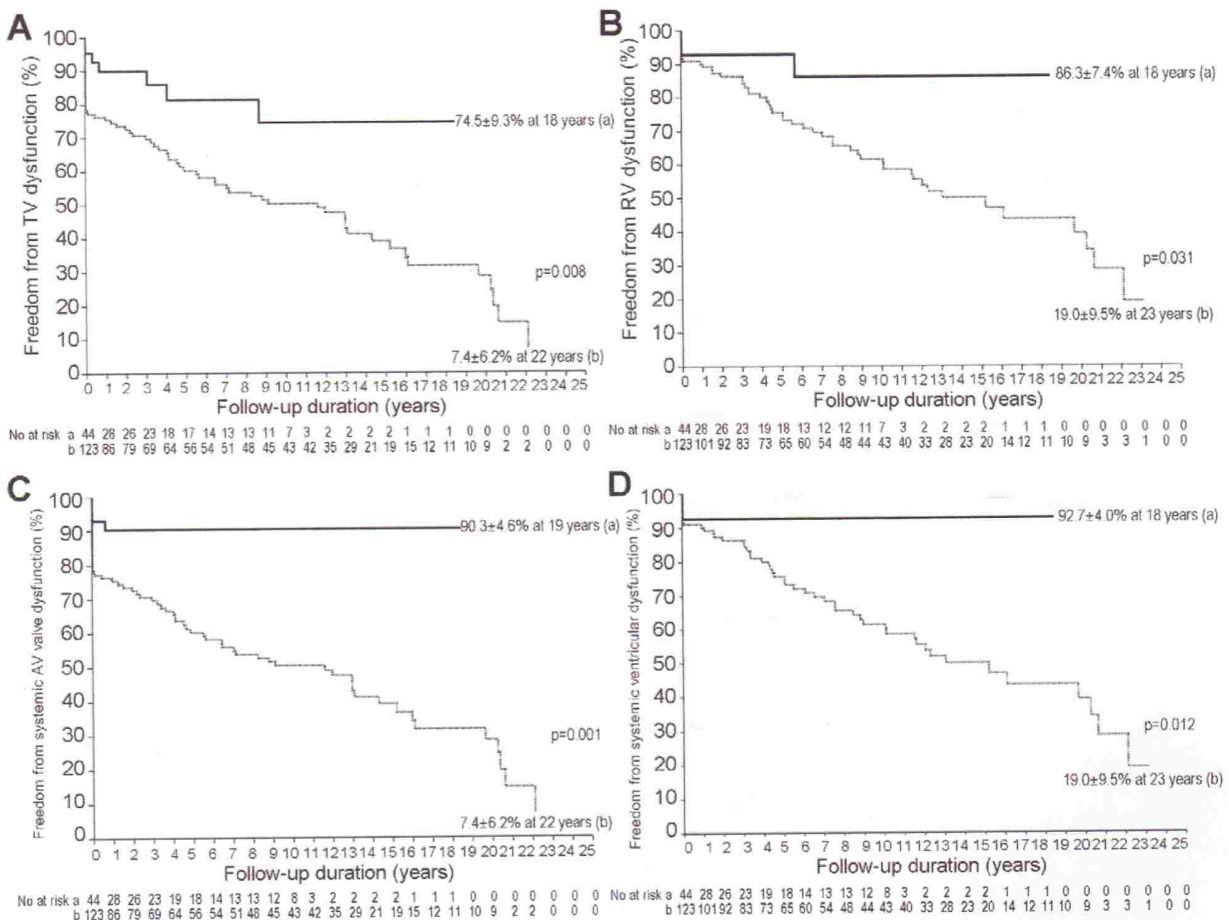 A
Freedom from TV dysfunction (%)
100
90
80
70
60
50
40
30
20
10
0
74.5±9.3% at 18 years (a)
p=0.008
7.4±6.2% at 22 years (b)
0 1 2 3 4 5 6 7 8 9 10 11 12 13 14 15 16 17 18 19 20 21 22 23 24 25
Follow-up duration (years)
No at risk a 44 28 26 23 18 17 14 13 13 11 7 3 2 2 2 2 1 1 1 0 0 0 0 0 0 0
b 123 86 79 69 64 56 54 51 48 45 43 42 35 29 21 19 15 12 11 10 9 2 2 0 0 0
B
Freedom from RV dysfunction (%)
100
90
80
70
60
50
40
30
20
10
0
86.3±7.4% at 18 years (a)
p=0.031
19.0±9.5% at 23 years (b)
0 1 2 3 4 5 6 7 8 9 10 11 12 13 14 15 16 17 18 19 20 21 22 23 24 25
Follow-up duration (years)
No at risk a 44 28 26 23 19 18 13 12 12 11 7 3 2 2 2 2 1 1 1 0 0 0 0 0 0 0
b 123 101 92 83 73 65 60 54 48 44 43 40 33 28 23 20 14 12 11 10 9 3 3 1 0 0
C
Freedom from systemic AV valve dysfunction (%)
100
90
80
70
60
50
40
30
20
10
0
90.3±4.6% at 19 years (a)
p=0.001
7.4±6.2% at 22 years (b)
0 1 2 3 4 5 6 7 8 9 10 11 12 13 14 15 16 17 18 19 20 21 22 23 24 25
Follow-up duration (years)
No at risk a 44 28 26 23 19 18 14 13 13 12 8 3 2 2 2 2 1 1 1 0 0 0 0 0 0 0
b 123 86 79 69 64 56 54 51 48 45 43 42 35 29 21 19 15 12 11 10 9 2 2 0 0 0
D
Freedom from systemic ventricular dysfunction (%)
100
90
80
70
60
50
40
30
20
10
0
92.7±4.0% at 18 years (a)
p=0.012
19.0±9.5% at 23 years (b)
0 1 2 3 4 5 6 7 8 9 10 11 12 13 14 15 16 17 18 19 20 21 22 23 24 25
Follow-up duration (years)
No at risk a 44 28 26 23 19 18 14 13 13 12 8 3 2 2 2 2 1 1 1 0 0 0 0 0 0 0
b 123 101 92 83 73 65 60 54 48 44 43 40 33 28 23 20 14 12 11 10 9 3 3 1 0 0